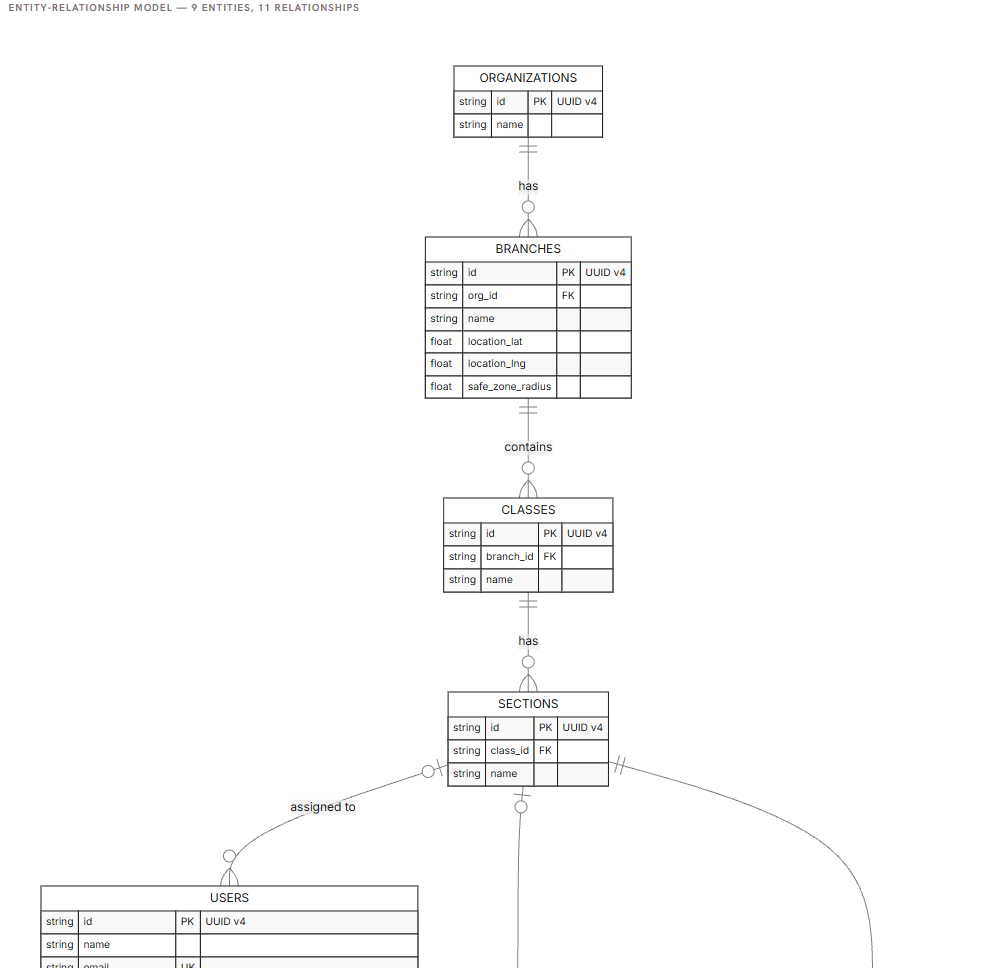 ENTITY-RELATIONSHIP MODEL — 9 ENTITIES, 11 RELATIONSHIPS
ORGANIZATIONS
string id PK UUID v4
string name
has
BRANCHES
string id PK UUID v4
string org_id FK
string name
float location_lat
float location_lng
float safe_zone_radius
contains
CLASSES
string id PK UUID v4
string branch_id FK
string name
has
SECTIONS
string id PK UUID v4
string class_id FK
string name
assigned to
USERS
string id PK UUID v4
string name
string email UK